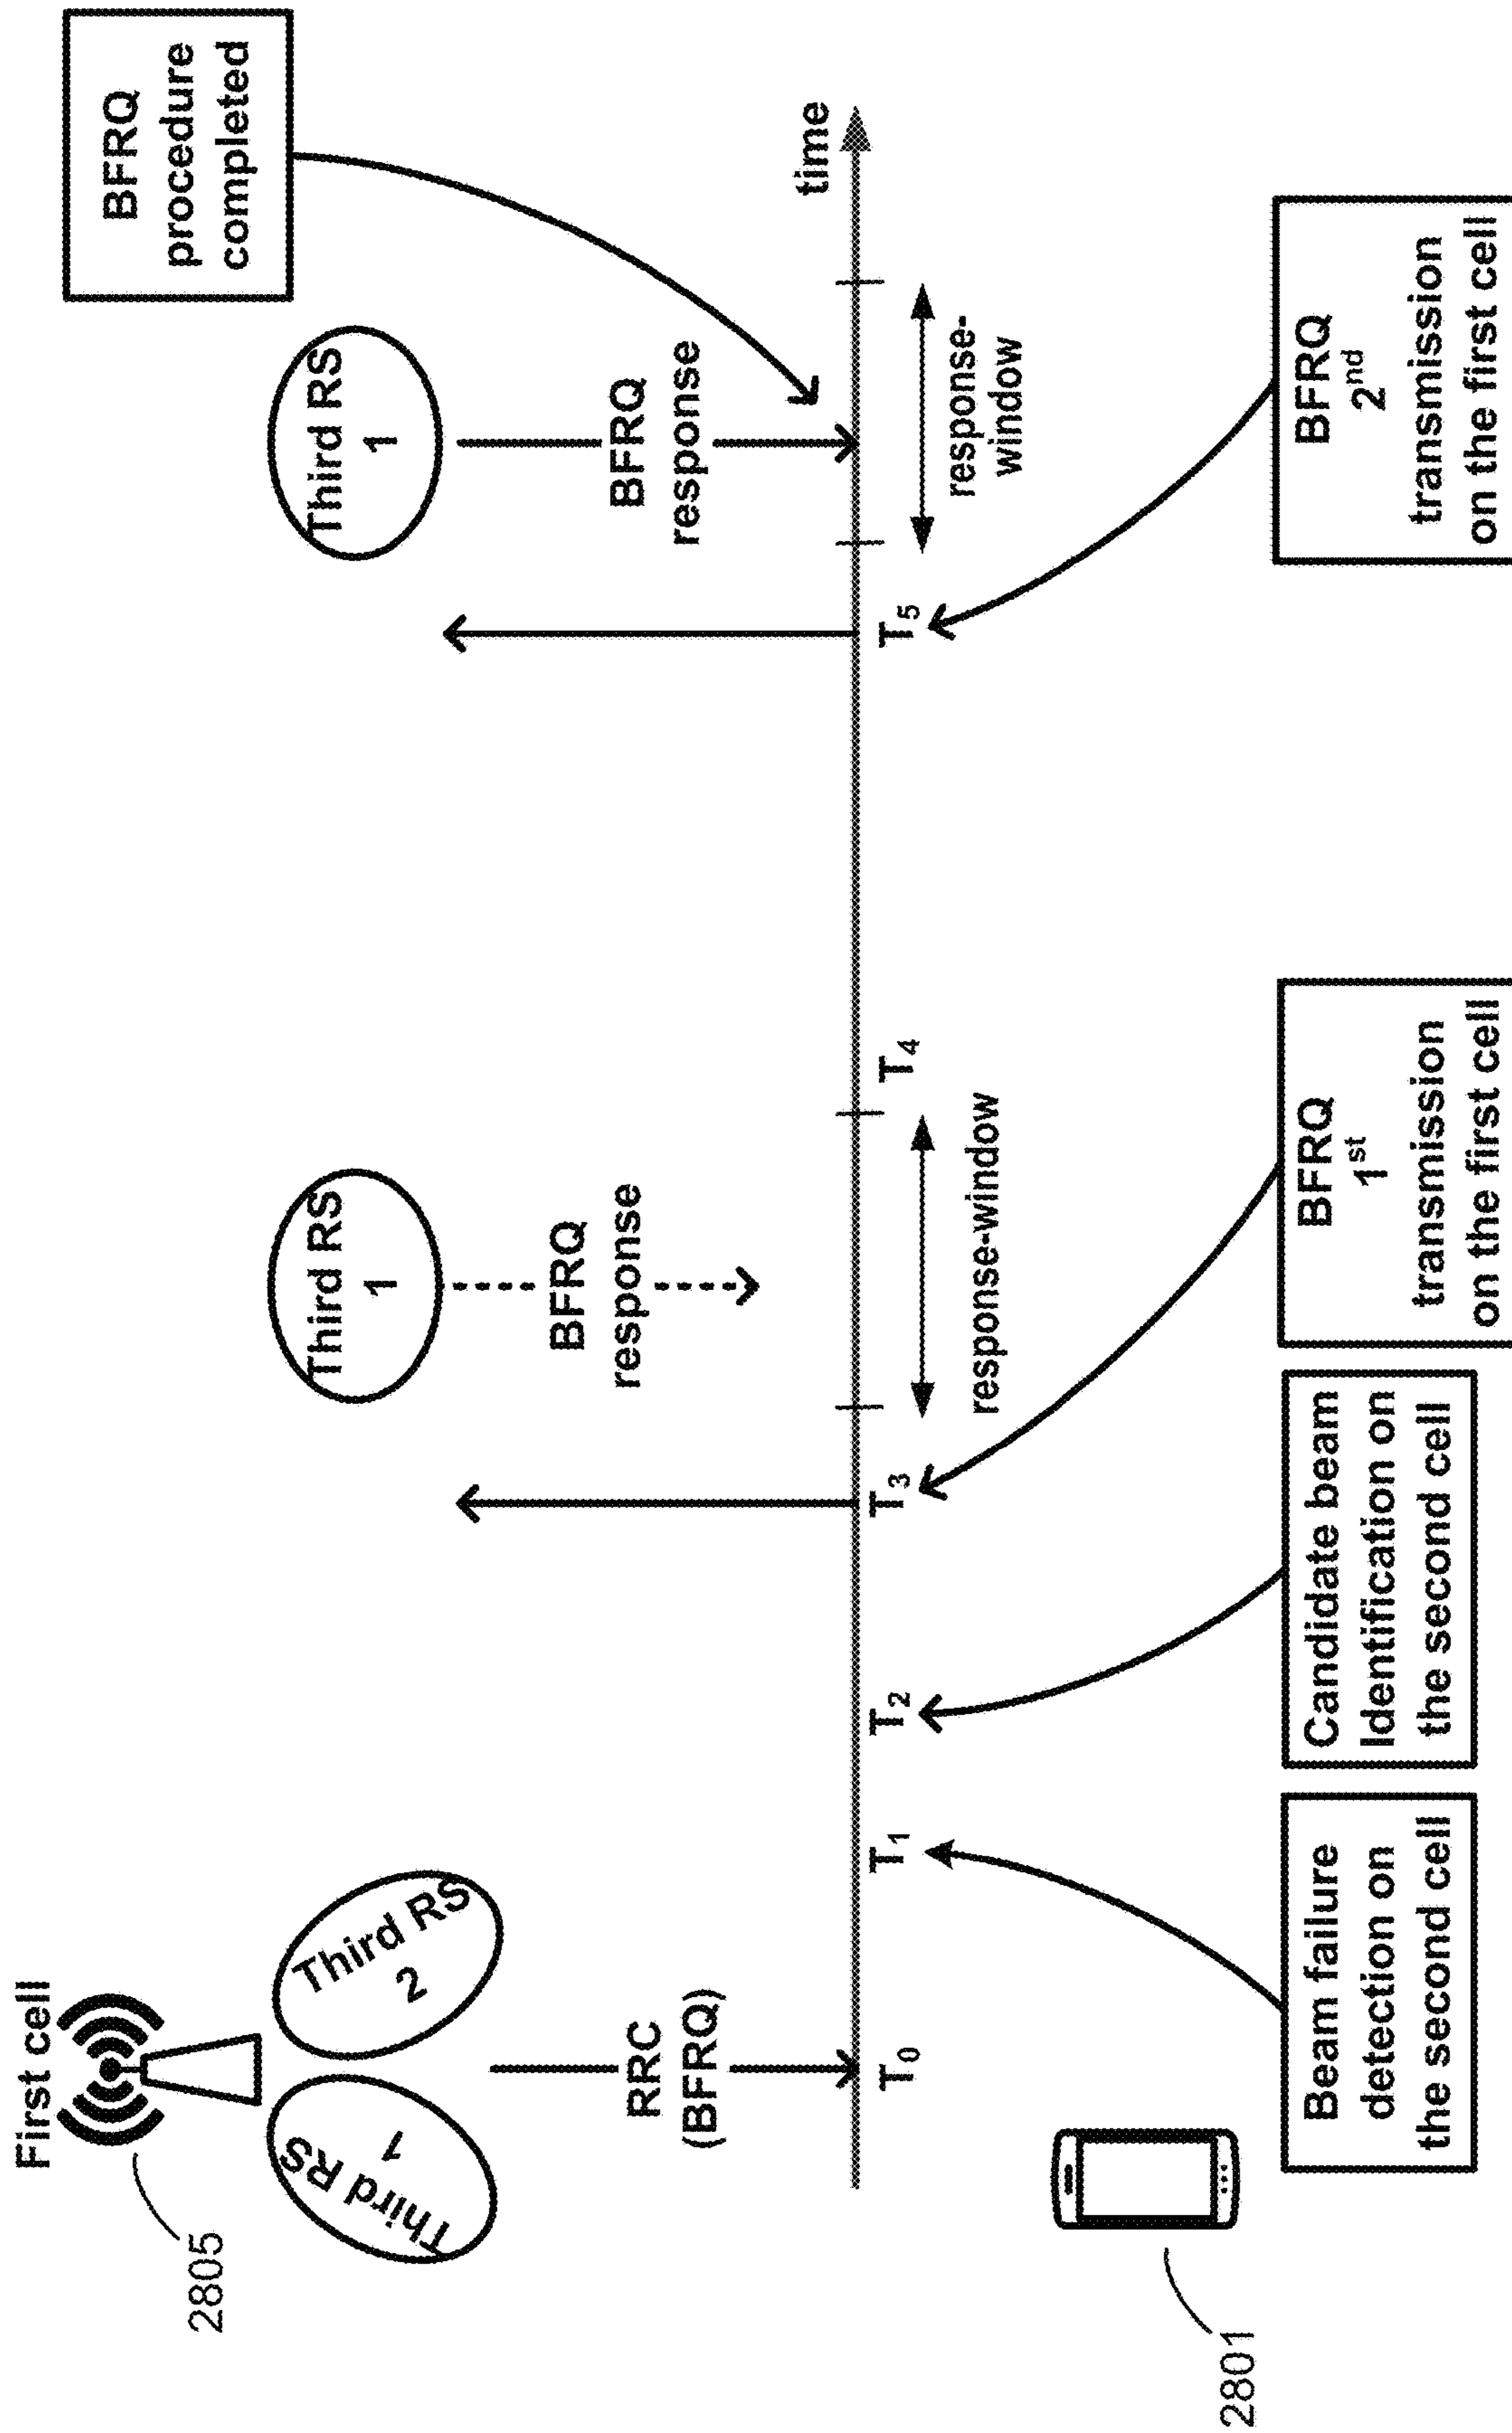 First cell
2805
Third RS
1
Third RS
2
RRC
(BFRQ)
Third RS
1
BFRQ
response
Third RS
1
BFRQ
response
BFRQ
procedure
completed
time
T0
T1
T2
T3
response-window
T4
T5
response-
window
2801
Beam failure
detection on
the second cell
Candidate beam
Identification on
the second cell
BFRQ
1st
transmission
on the first cell
BFRQ
2nd
transmission
on the first cell